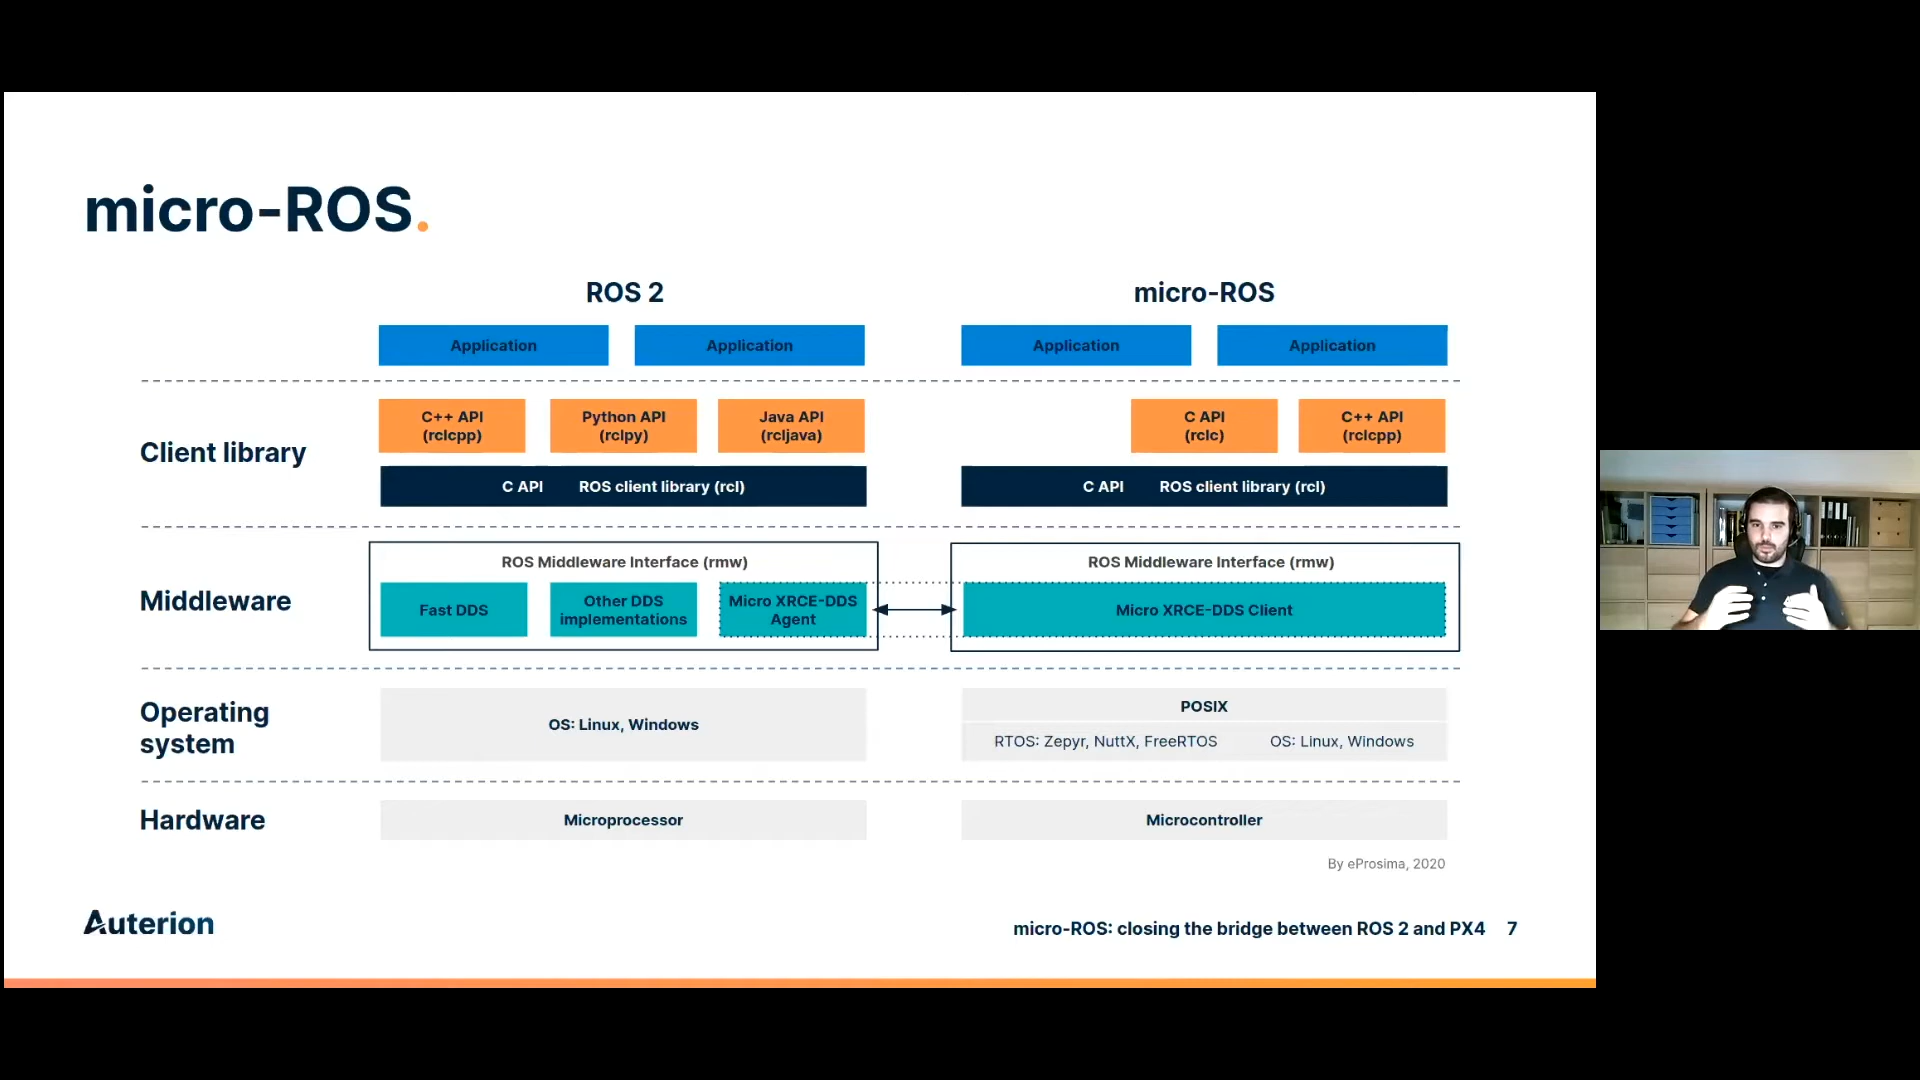 micro-ROS.
ROS 2
micro-ROS
Application
Application
Application
Application
Client library
C++ API
(rclcpp)
Python API
(rclpy)
Java API
(rcljava)
C API
(rclc)
C++ API
(rclcpp)
C API ROS client library (rcl)
C API ROS client library (rcl)
Middleware
ROS Middleware Interface (rmw)
Fast DDS
Other DDS
implementations
Micro XRCE-DDS
Agent
ROS Middleware Interface (rmw)
Micro XRCE-DDS Client
Operating
system
OS: Linux, Windows
POSIX
RTOS: Zepyr, NuttX, FreeRTOS
OS: Linux, Windows
Hardware
Microprocessor
Microcontroller
By eProsima, 2020
Auterion
micro-ROS: closing the bridge between ROS 2 and PX4 7